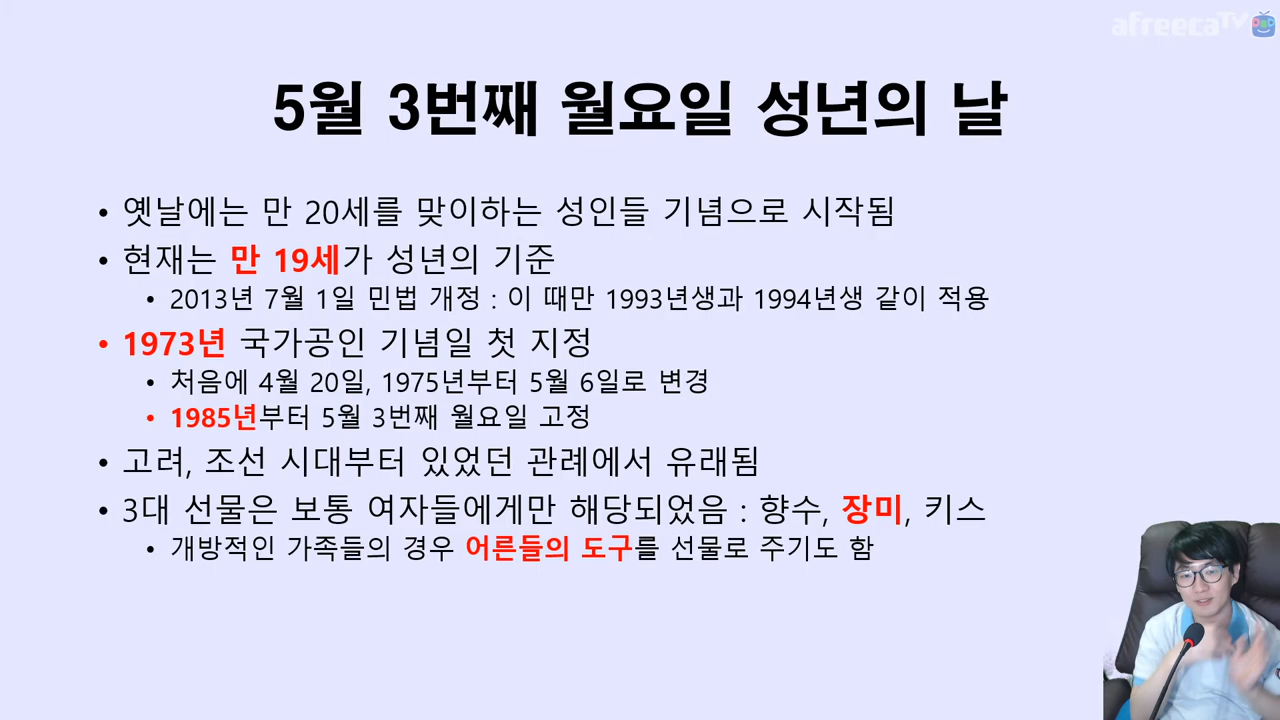 afreecaTV
5월 3번째 월요일 성년의 날
• 옛날에는 만 20세를 맞이하는 성인들 기념으로 시작됨
• 현재는 만 19세가 성년의 기준
• 2013년 7월 1일 민법 개정 : 이 때만 1993년생과 1994년생 같이 적용
• 1973년 국가공인 기념일 첫 지정
• 처음에 4월 20일, 1975년부터 5월 6일로 변경
• 1985년부터 5월 3번째 월요일 고정
• 고려, 조선 시대부터 있었던 관례에서 유래됨
• 3대 선물은 보통 여자들에게만 해당되었음 : 향수, 장미, 키스
• 개방적인 가족들의 경우 어른들의 도구를 선물로 주기도 함